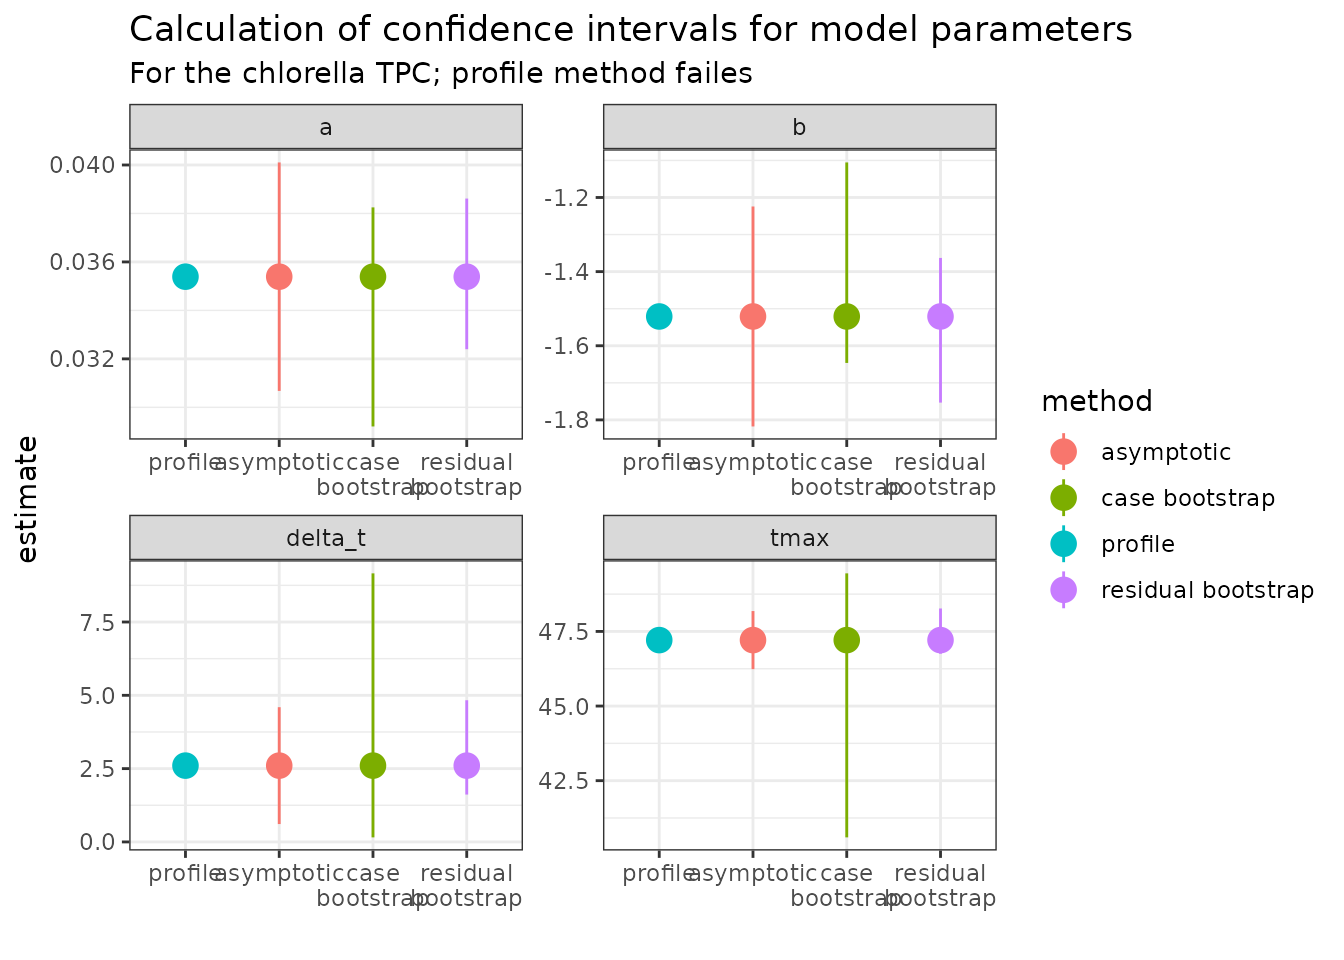 Calculation of confidence intervals for model parameters
For the chlorella TPC; profile method failes
a
b
0.040
0.036
0.032
-1.2
-1.4
-1.6
-1.8
profile asymptotic case bootstrap residual bootstrap
profile asymptotic case bootstrap residual bootstrap
estimate
delta_t
tmax
7.5
5.0
2.5
0.0
47.5
45.0
42.5
profile asymptotic case bootstrap residual bootstrap
profile asymptotic case bootstrap residual bootstrap
method
asymptotic
case bootstrap
profile
residual bootstrap